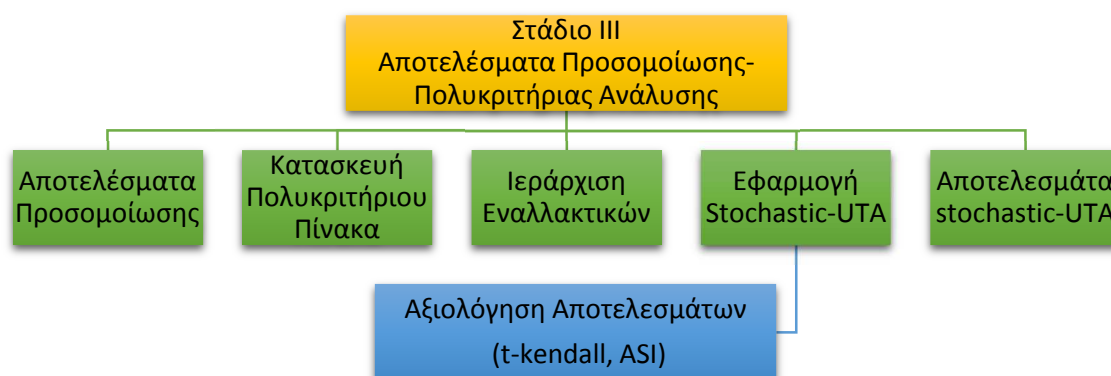 Στάδιο III
Αποτελέσματα Προσομοίωσης-
Πολυκριτήριας Ανάλυσης
Αποτελέσματα
Προσομοίωσης
Κατασκευή
Πολυκριτήριου
Πίνακα
Ιεράρχιση
Εναλλακτικών
Εφαρμογή
Stochastic-UTA
Αποτελεσμάτα
stochastic-UTA
Αξιολόγηση Αποτελεσμάτων
(t-kendall, ASI)